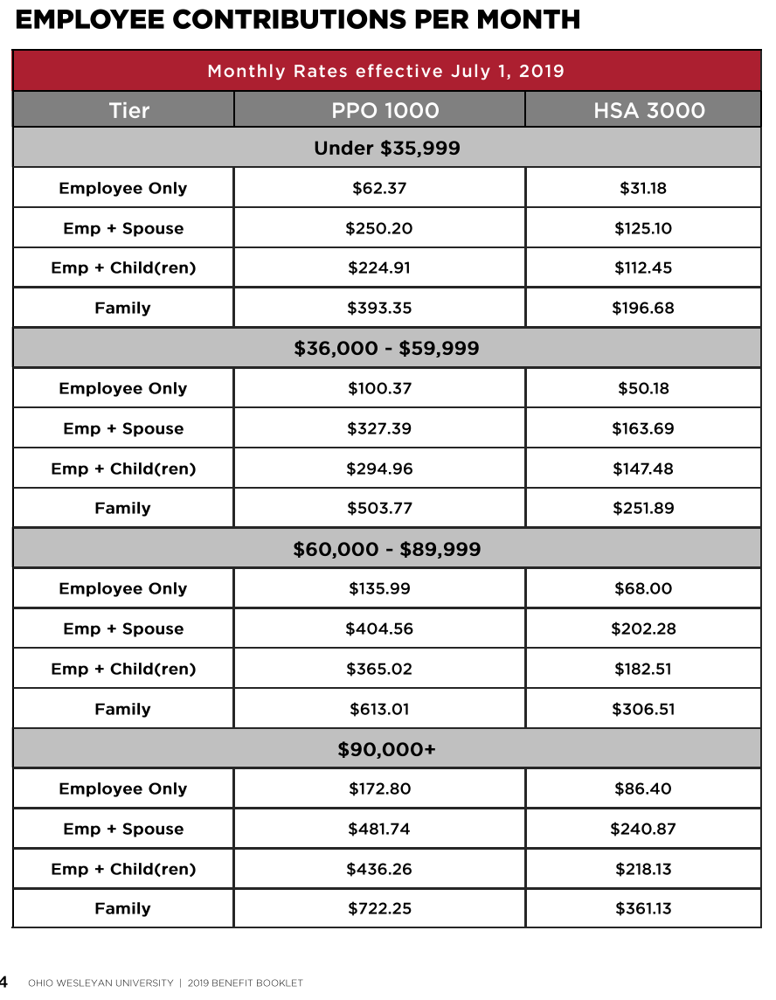 EMPLOYEE CONTRIBUTIONS PER MONTH
Monthly Rates effective July 1, 2019
Tier PPO 1000 HSA 3000
Under $35,999
Employee Only $62.37 $31.18
Emp + Spouse $250.20 $125.10
Emp + Child(ren) $224.91 $112.45
Family $393.35 $196.68
$36,000 - $59,999
Employee Only $100.37 $50.18
Emp + Spouse $327.39 $163.69
Emp + Child(ren) $294.96 $147.48
Family $503.77 $251.89
$60,000 - $89,999
Employee Only $135.99 $68.00
Emp + Spouse $404.56 $202.28
Emp + Child(ren) $365.02 $182.51
Family $613.01 $306.51
$90,000+
Employee Only $172.80 $86.40
Emp + Spouse $481.74 $240.87
Emp + Child(ren) $436.26 $218.13
Family $722.25 $361.13
4 OHIO WESLEYAN UNIVERSITY | 2019 BENEFIT BOOKLET